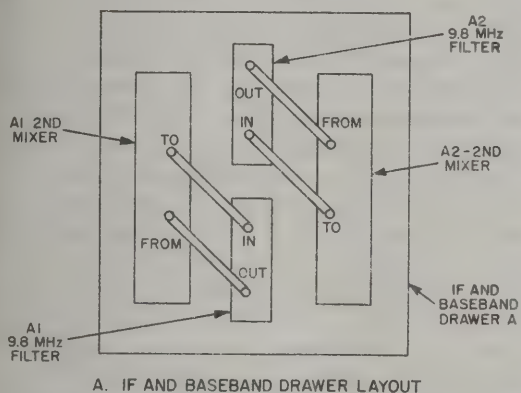 A2
9.8 MHz
FILTER
OUT
IN
FROM
A1 2ND
MIXER
TO
A2-2ND
MIXER
TO
FROM
IN
OUT
IF AND
BASEBAND
DRAWER A
A1
9.8 MHz
FILTER
A. IF AND BASEBAND DRAWER LAYOUT